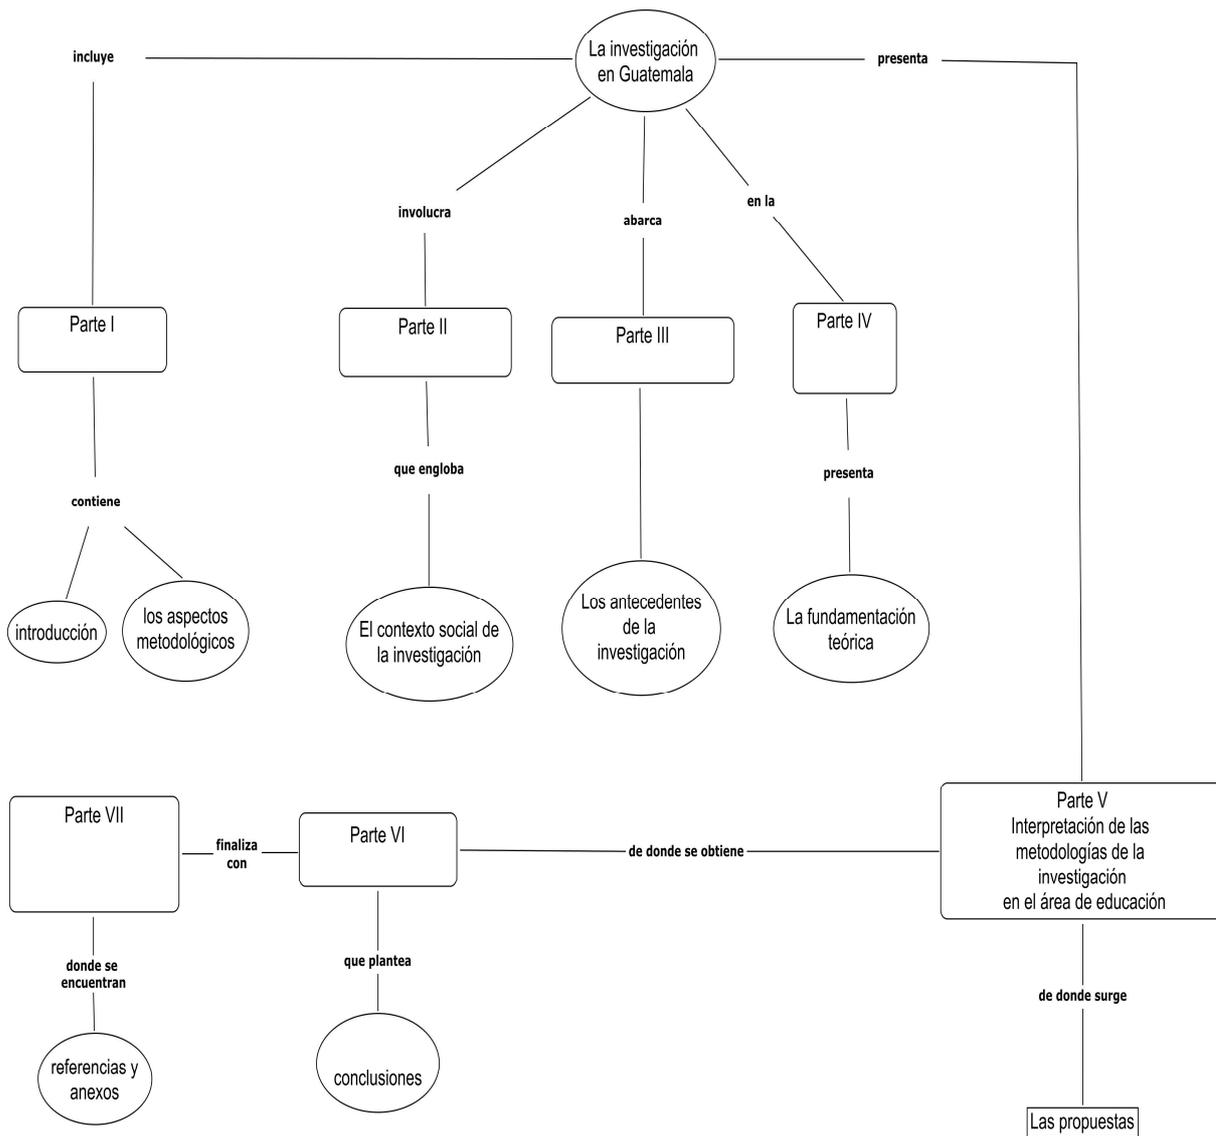 La investigación
en Guatemala
incluye
presenta
involucra
abarca
en la
Parte I
Parte II
Parte III
Parte IV
que engloba
presenta
contiene
introducción
los aspectos
metodológicos
El contexto social de
la investigación
Los antecedentes
de la
investigación
La fundamentación
teórica
Parte V
Interpretación de las
metodologías de la
investigación
en el área de educación
de donde se obtiene
Parte VI
finaliza
con
Parte VII
donde se
encuentran
que plantea
de donde surge
referencias y
anexos
conclusiones
Las propuestas